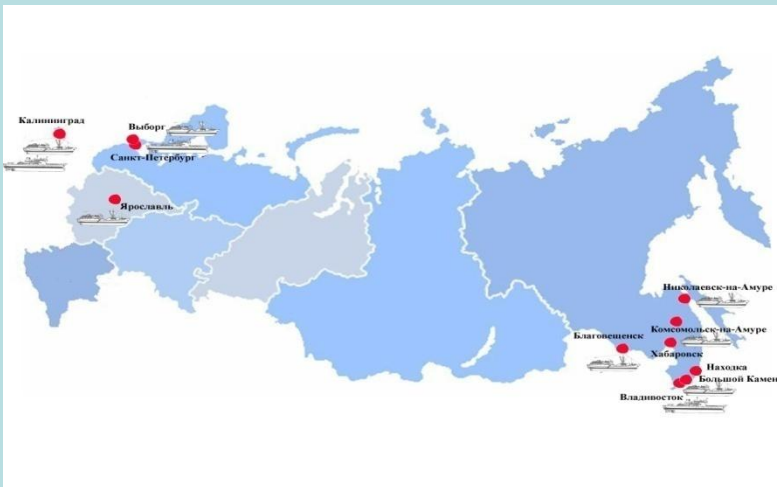 Калининград
Выборг
Санкт-Петербург
Ярославль
Николаевск-на-Амуре
Комсомольск-на-Амуре
Благовещенск
Хабаровск
Находка
Большой Камен
Владивосток